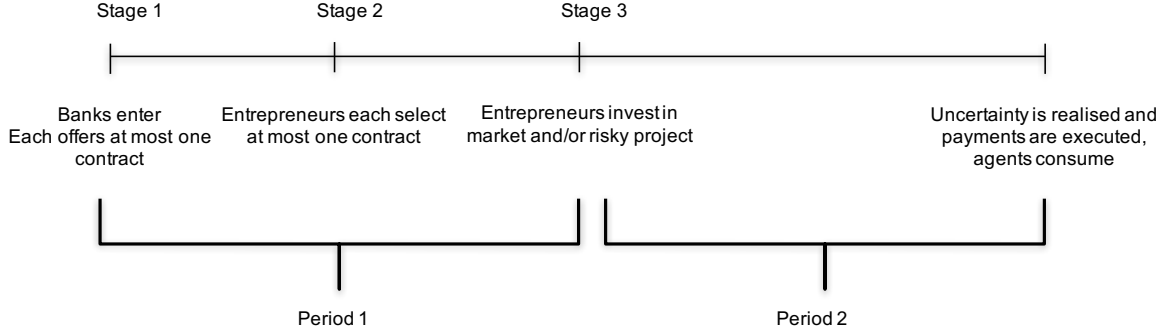 Stage 1
Stage 2
Stage 3
Banks enter
Each offers at most one
contract
Entrepreneurs each select
at most one contract
Entrepreneurs invest in
market and/or risky project
Uncertainty is realised and
payments are executed,
agents consume
Period 1
Period 2